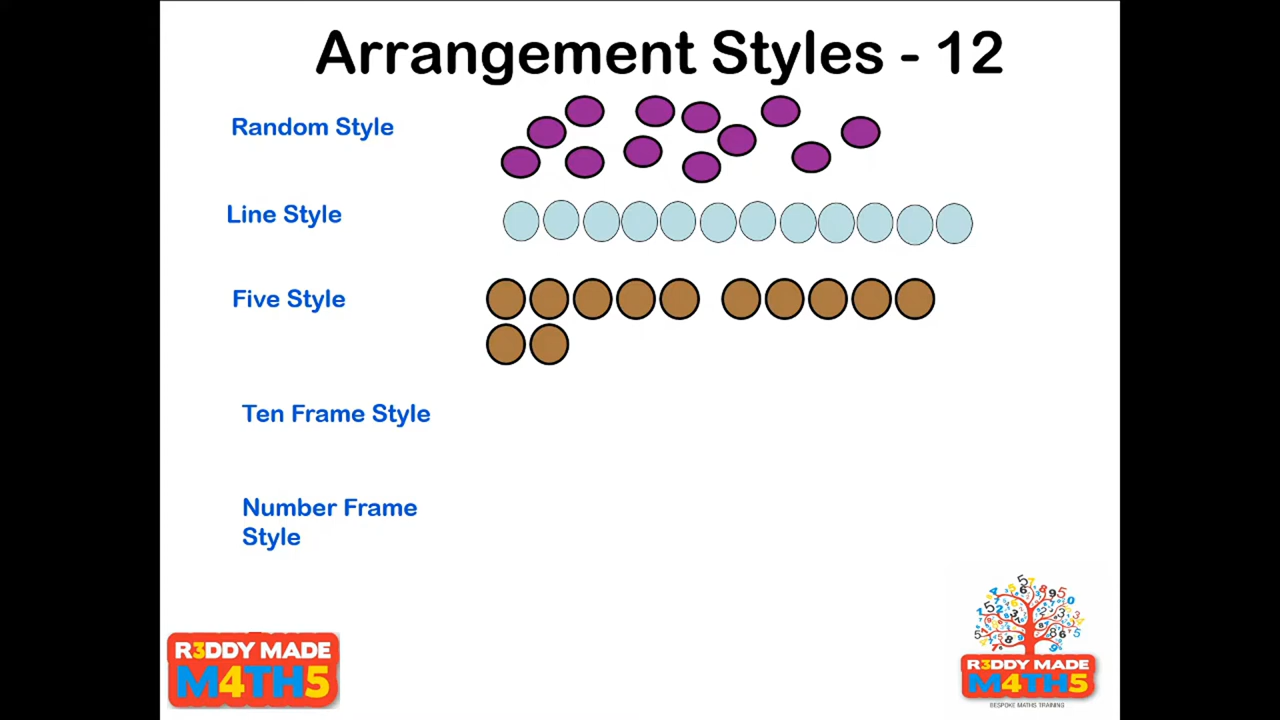 Arrangement Styles - 12
Random Style
Line Style
Five Style
Ten Frame Style
Number Frame
Style
R3DDY MADE
M4TH5
R3DDY MADE
M4TH5
BESPOKE MATHS TRAINING